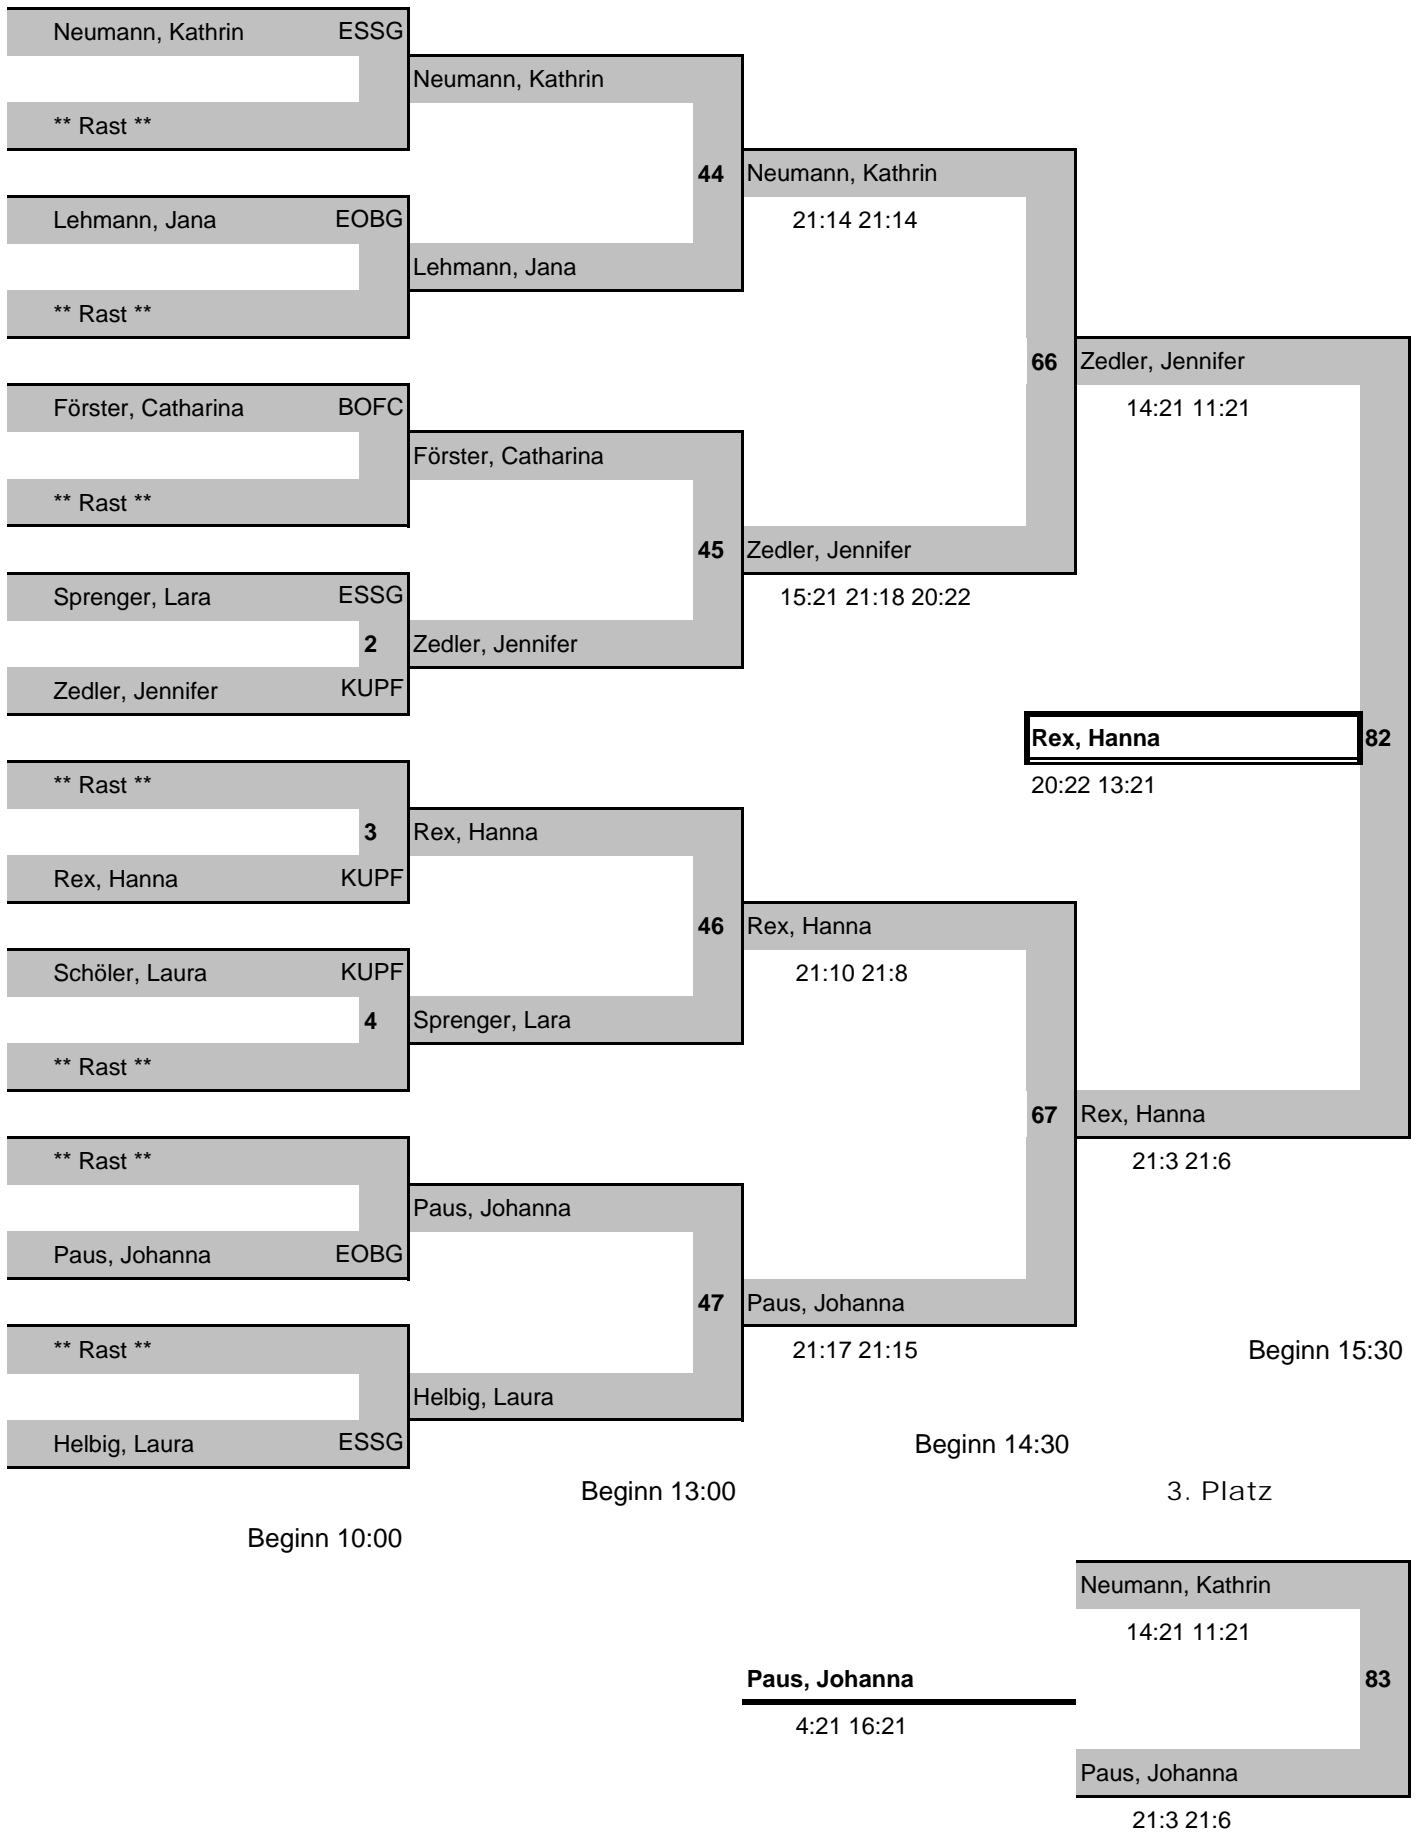 Neumann, Kathrin ESSG
Neumann, Kathrin
** Rast **
44 Neumann, Kathrin
Lehmann, Jana EOBG
21:14 21:14
Lehmann, Jana
** Rast **
66 Zedler, Jennifer
Förster, Catharina BOFC
14:21 11:21
Förster, Catharina
** Rast **
45 Zedler, Jennifer
Sprenger, Lara ESSG
15:21 21:18 20:22
2 Zedler, Jennifer
Zedler, Jennifer KUPF
Rex, Hanna 82
** Rast **
20:22 13:21
3 Rex, Hanna
Rex, Hanna KUPF
46 Rex, Hanna
Schöler, Laura KUPF
21:10 21:8
4 Sprenger, Lara
** Rast **
67 Rex, Hanna
** Rast **
21:3 21:6
Paus, Johanna
Paus, Johanna EOBG
47 Paus, Johanna
** Rast **
21:17 21:15
Beginn 15:30
Helbig, Laura
Helbig, Laura ESSG
Beginn 14:30
Beginn 13:00
3. Platz
Beginn 10:00
Neumann, Kathrin
14:21 11:21
Paus, Johanna
83
4:21 16:21
Paus, Johanna
21:3 21:6